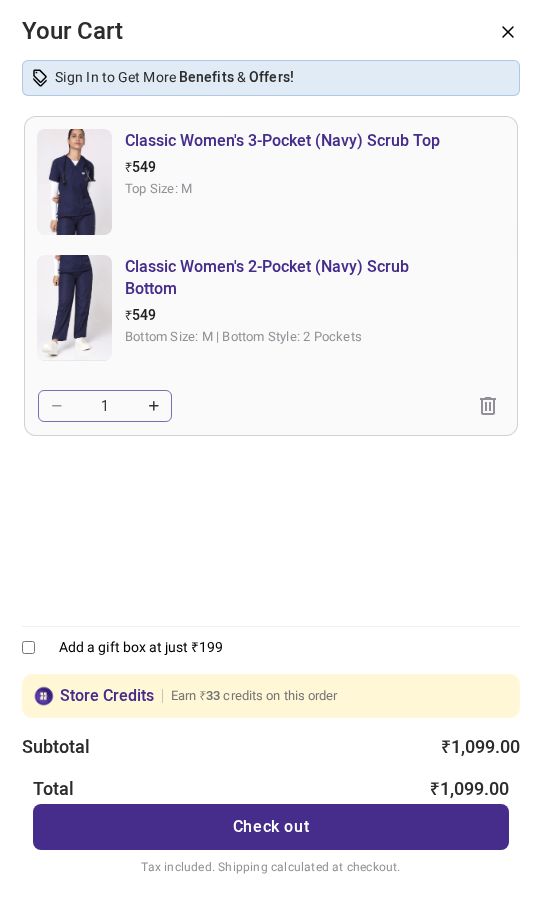 Your Cart
Sign In to Get More Benefits & Offers!
Classic Women's 3-Pocket (Navy) Scrub Top
₹549
Top Size: M
Classic Women's 2-Pocket (Navy) Scrub
Bottom
₹549
Bottom Size: M | Bottom Style: 2 Pockets
1
Add a gift box at just ₹199
Store Credits | Earn ₹33 credits on this order
Subtotal ₹1,099.00
Total ₹1,099.00
Check out
Tax included. Shipping calculated at checkout.